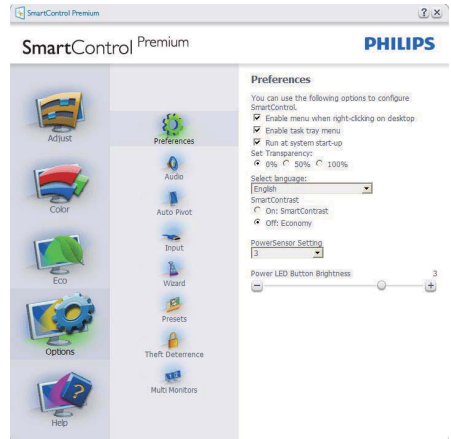 SmartControl Premium
? x
SmartControl Premium
PHILIPS
Adjust
Color
Eco
Options
Help
Preferences
Audio
Auto Pivot
Input
Wizard
Presets
Theft Deterrence
Multi Monitors
Preferences
You can use the following options to configure
SmartControl.
Enable menu when right-clicking on desktop
Enable task tray menu
Run at system start-up
Set Transparency:
0% 50% 100%
Select language:
English
SmartContrast
On: SmartContrast
Off: Economy
PowerSensor Setting
3
Power LED Button Brightness 3